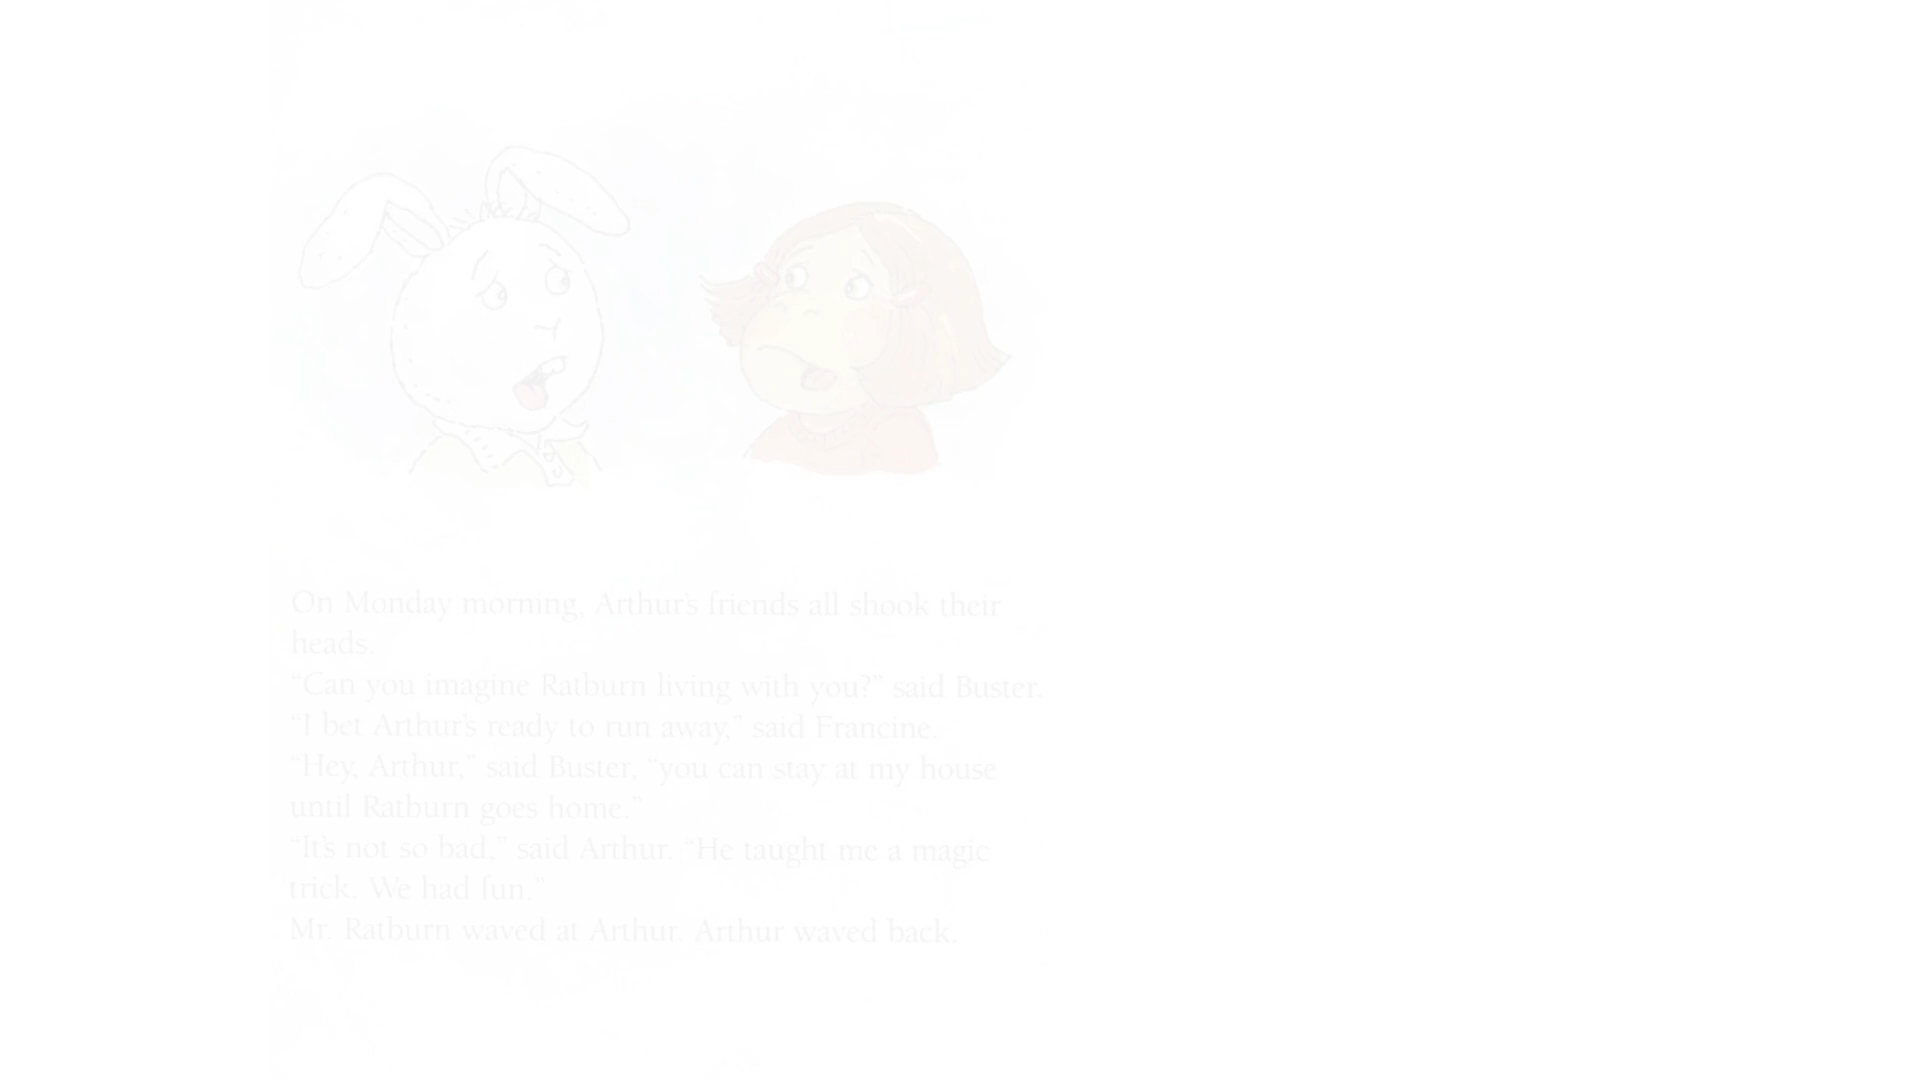 On Monday morning, Arthur's friends all shook their
heads.
“Can you imagine Ratburn living with you?” said Buster.
“I bet Arthur's ready to run away,” said Francine.
“Hey, Arthur,” said Buster, “you can stay at my house
until Ratburn goes home.”
“It's not so bad,” said Arthur. “He taught me a magic
trick. We had fun.”
Mr. Ratburn waved at Arthur. Arthur waved back.